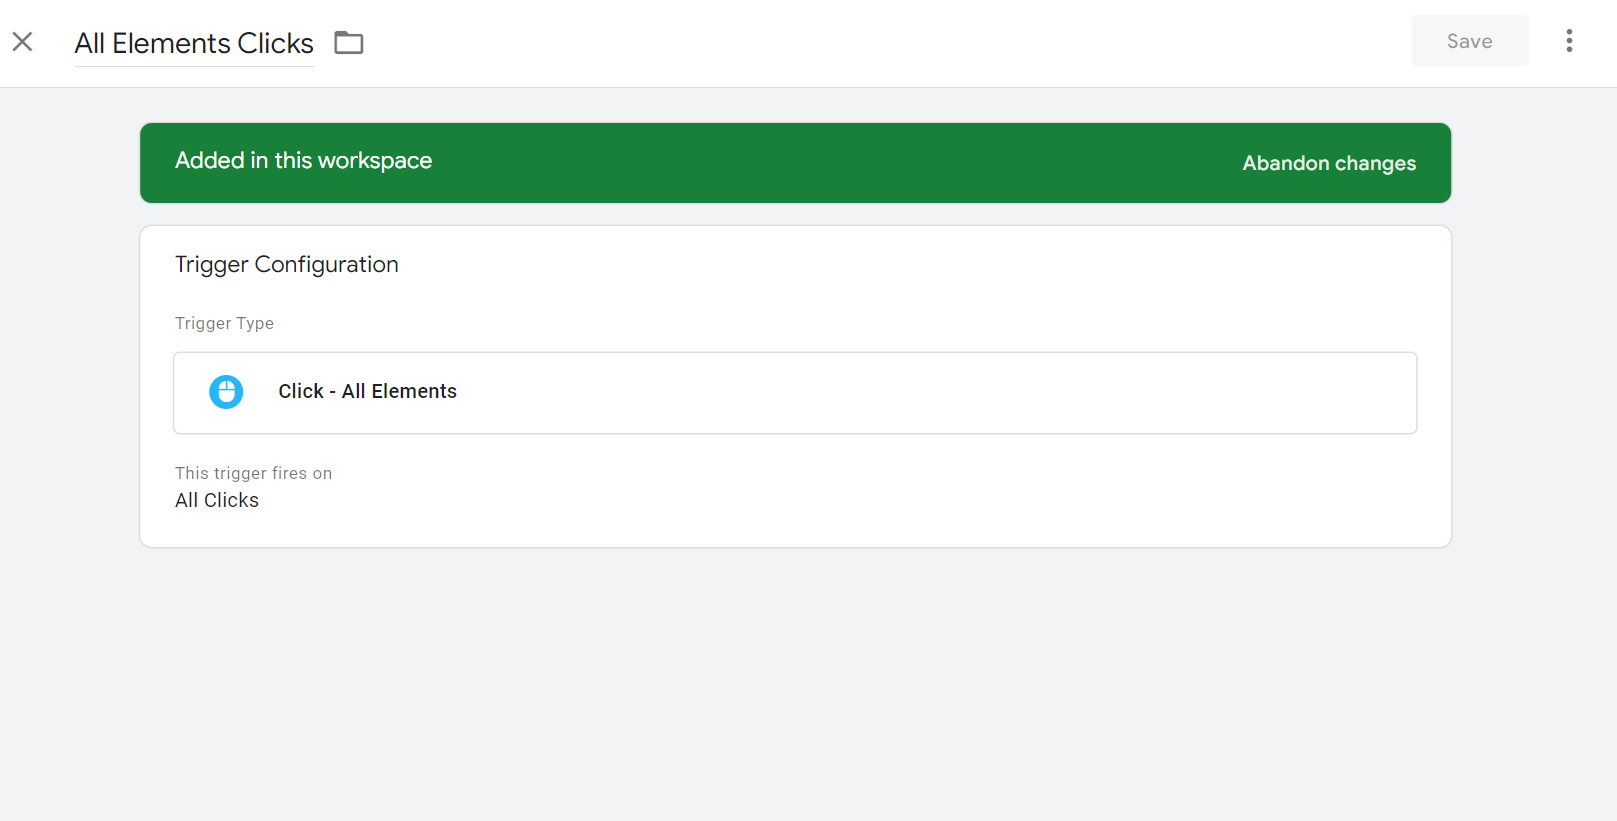 All Elements Clicks
Save
Added in this workspace
Abandon changes
Trigger Configuration
Trigger Type
Click - All Elements
This trigger fires on
All Clicks